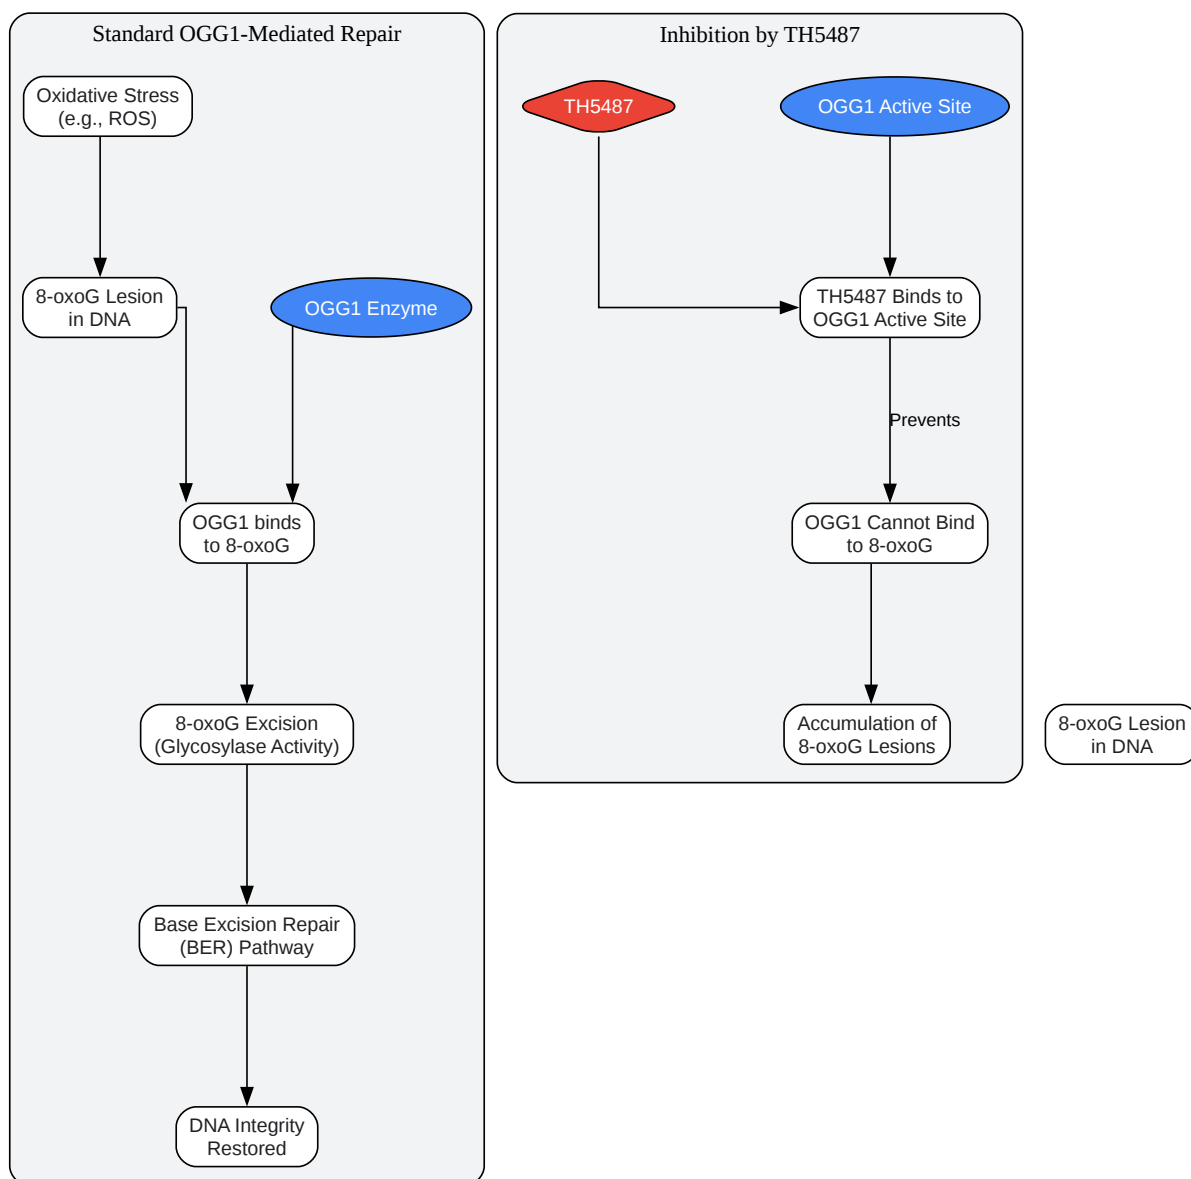 Standard OGG1-Mediated Repair
Oxidative Stress
(e.g., ROS)
8-oxoG Lesion
in DNA
OGG1 Enzyme
OGG1 binds
to 8-oxoG
8-oxoG Excision
(Glycosylase Activity)
Base Excision Repair
(BER) Pathway
DNA Integrity
Restored
Inhibition by TH5487
TH5487
OGG1 Active Site
TH5487 Binds to
OGG1 Active Site
Prevents
OGG1 Cannot Bind
to 8-oxoG
Accumulation of
8-oxoG Lesions
8-oxoG Lesion
in DNA